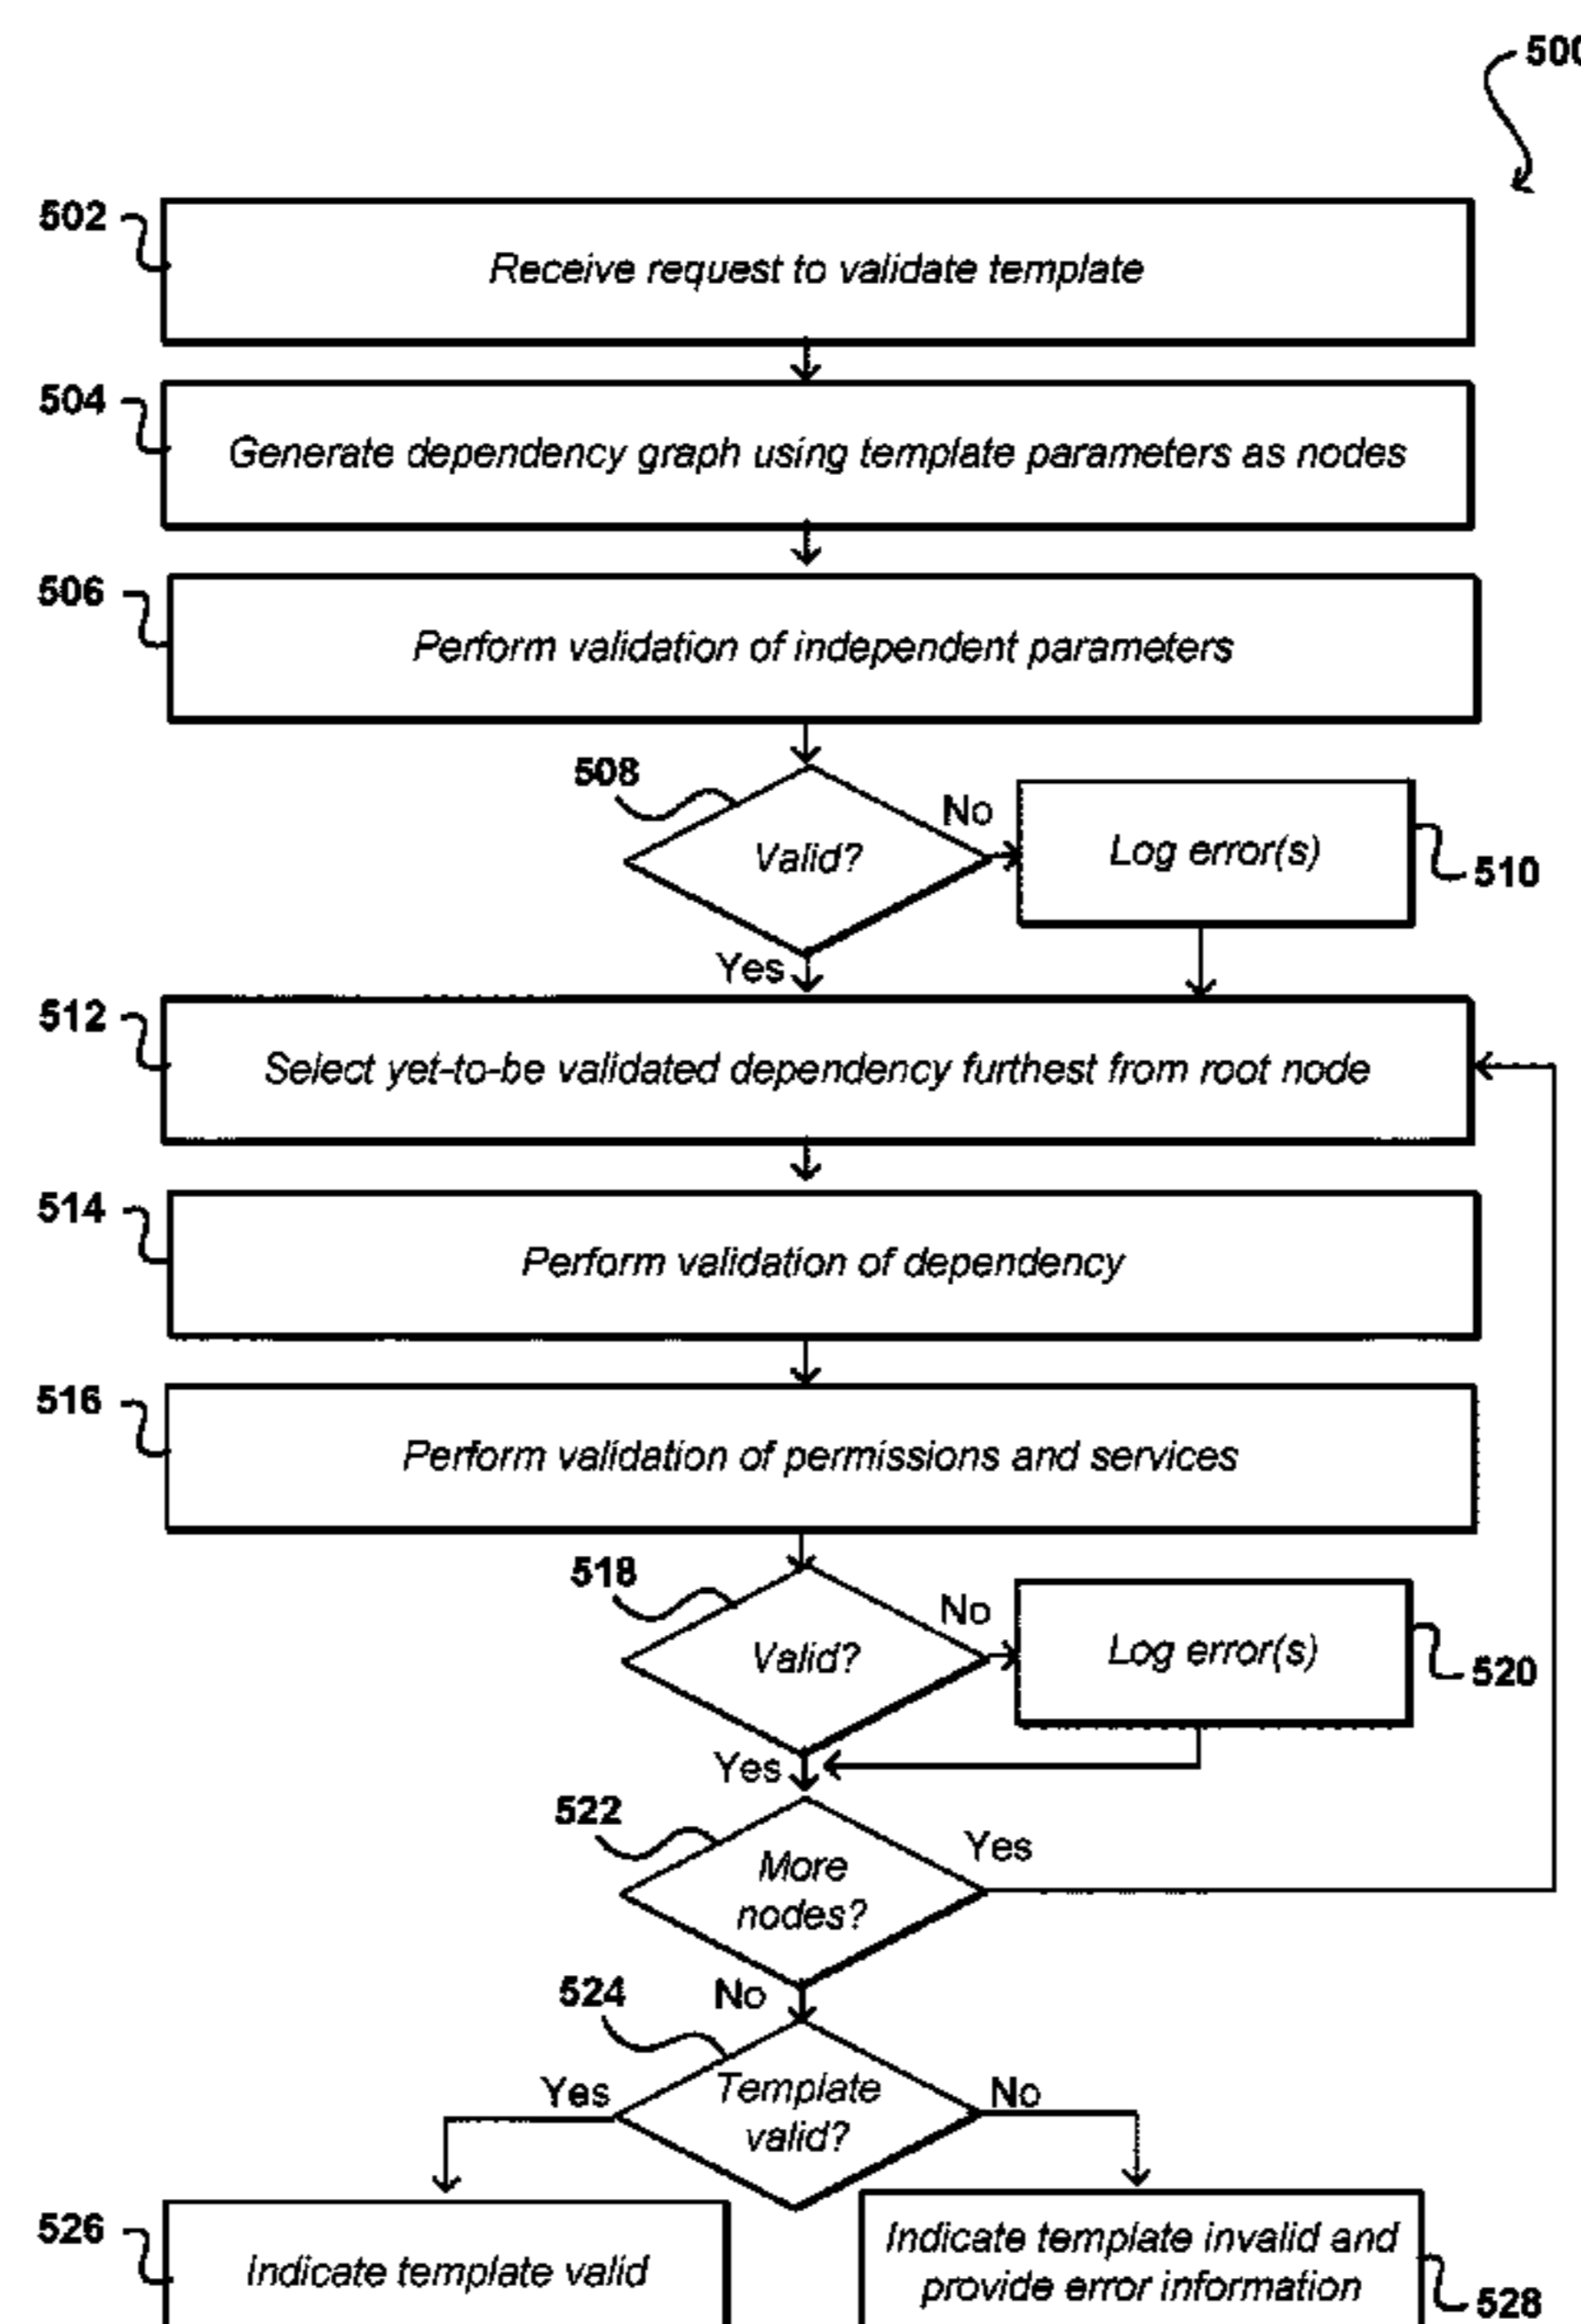 500
502
Receive request to validate template
504
Generate dependency graph using template parameters as nodes
506
Perform validation of independent parameters
508
Valid?
No
Log error(s)
510
Yes
512
Select yet-to-be validated dependency furthest from root node
514
Perform validation of dependency
516
Perform validation of permissions and services
518
Valid?
No
Log error(s)
520
Yes
522
More
nodes?
Yes
No
524
Template
valid?
Yes
No
526
Indicate template valid
Indicate template invalid and
provide error information
528